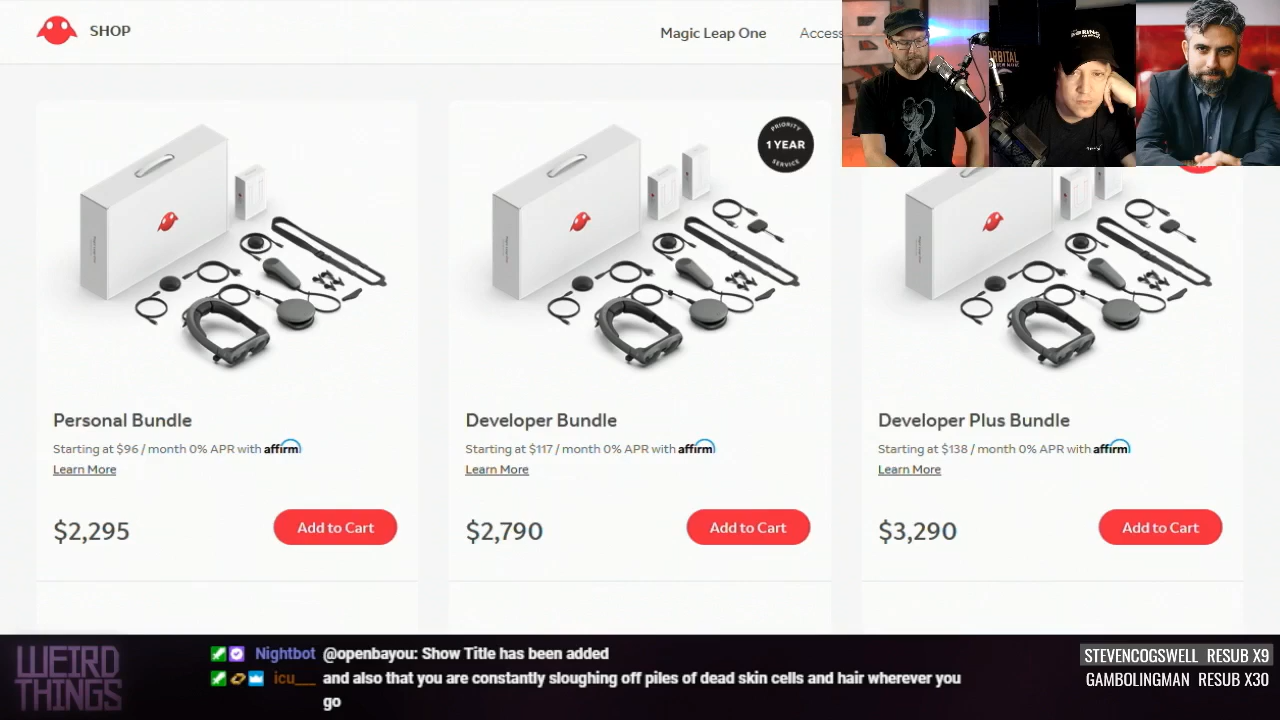 SHOP
Magic Leap One
Access
PRIORITY
1 YEAR
SERVICE
Personal Bundle
Starting at $96 / month 0% APR with affirm
Learn More
$2,295
Add to Cart
Developer Bundle
Starting at $117 / month 0% APR with affirm
Learn More
$2,790
Add to Cart
Developer Plus Bundle
Starting at $138 / month 0% APR with affirm
Learn More
$3,290
Add to Cart
WEIRD
THINGS
Nightbot @openbayou: Show Title has been added
icu___ and also that you are constantly sloughing off piles of dead skin cells and hair wherever you
go
STEVENCOGSWELL RESUB X9
GAMBOLINGMAN RESUB X30